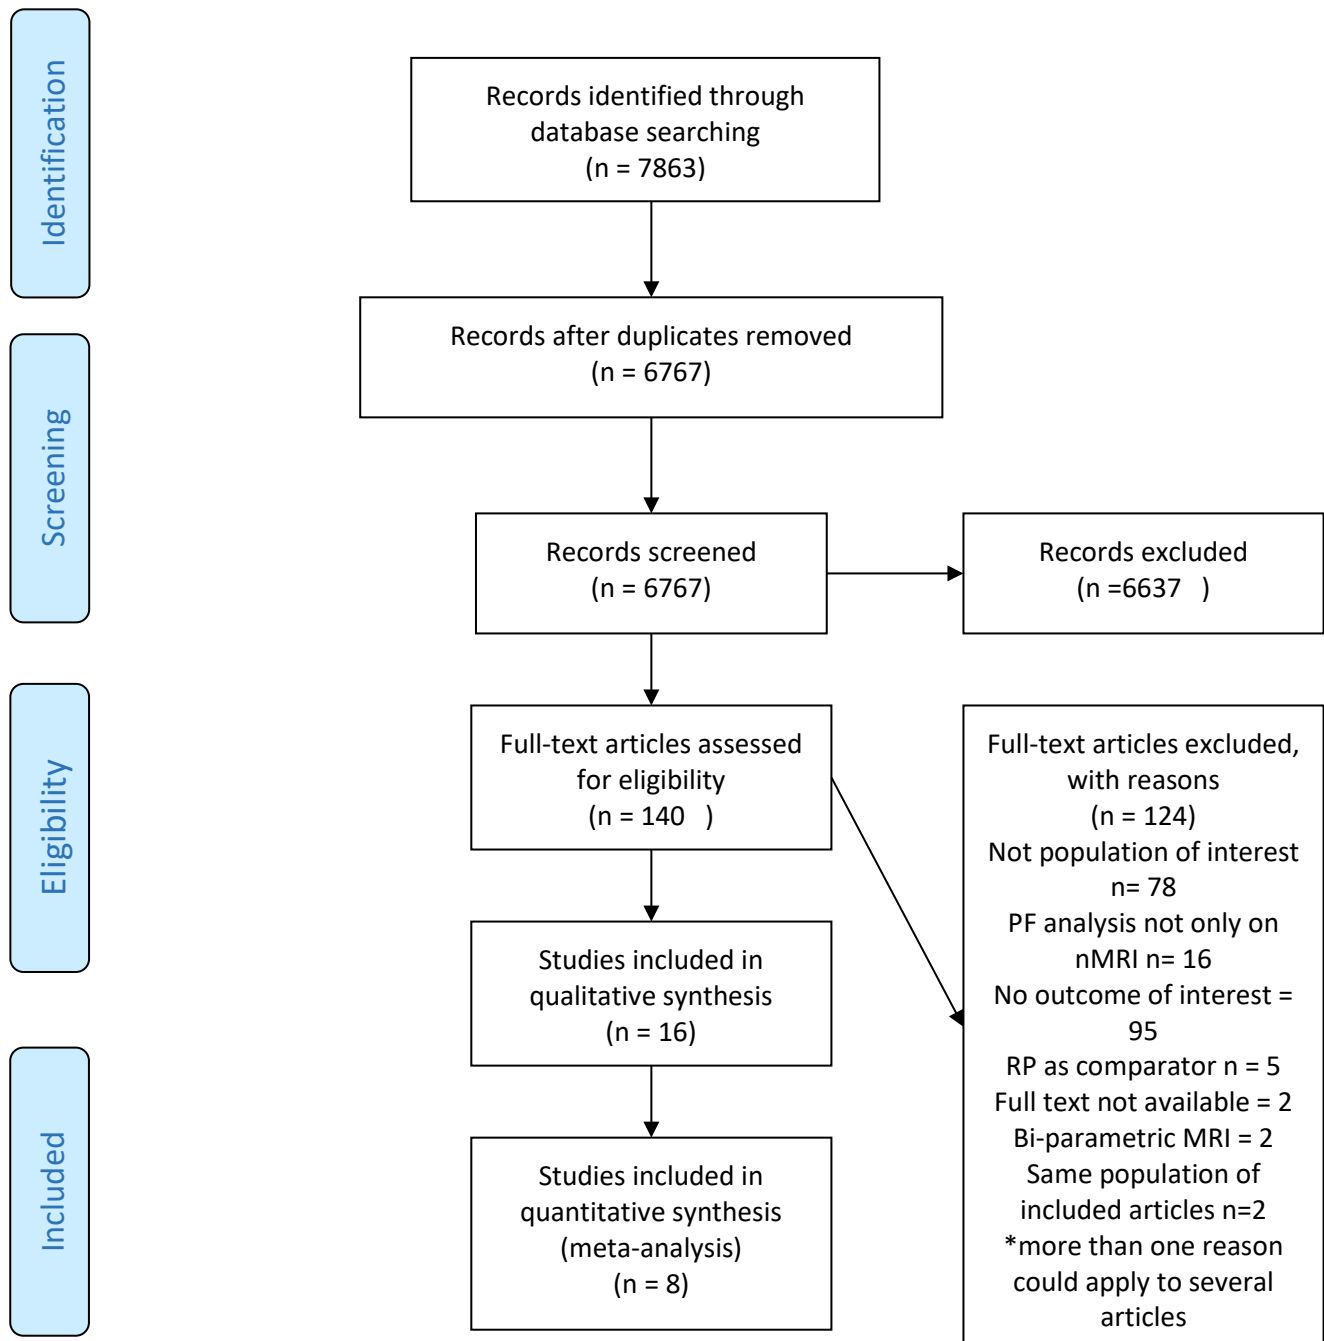 Identification
Records identified through
database searching
(n = 7863)
Records after duplicates removed
(n = 6767)
Screening
Records screened
(n = 6767)
Records excluded
(n =6637   )
Eligibility
Full-text articles assessed
for eligibility
(n = 140   )
Full-text articles excluded,
with reasons
(n = 124)
Not population of interest
n= 78
PF analysis not only on
nMRI n= 16
No outcome of interest =
95
RP as comparator n = 5
Full text not available = 2
Bi-parametric MRI = 2
Same population of
included articles n=2
*more than one reason
could apply to several
articles
Studies included in
qualitative synthesis
(n = 16)
Included
Studies included in
quantitative synthesis
(meta-analysis)
(n = 8)